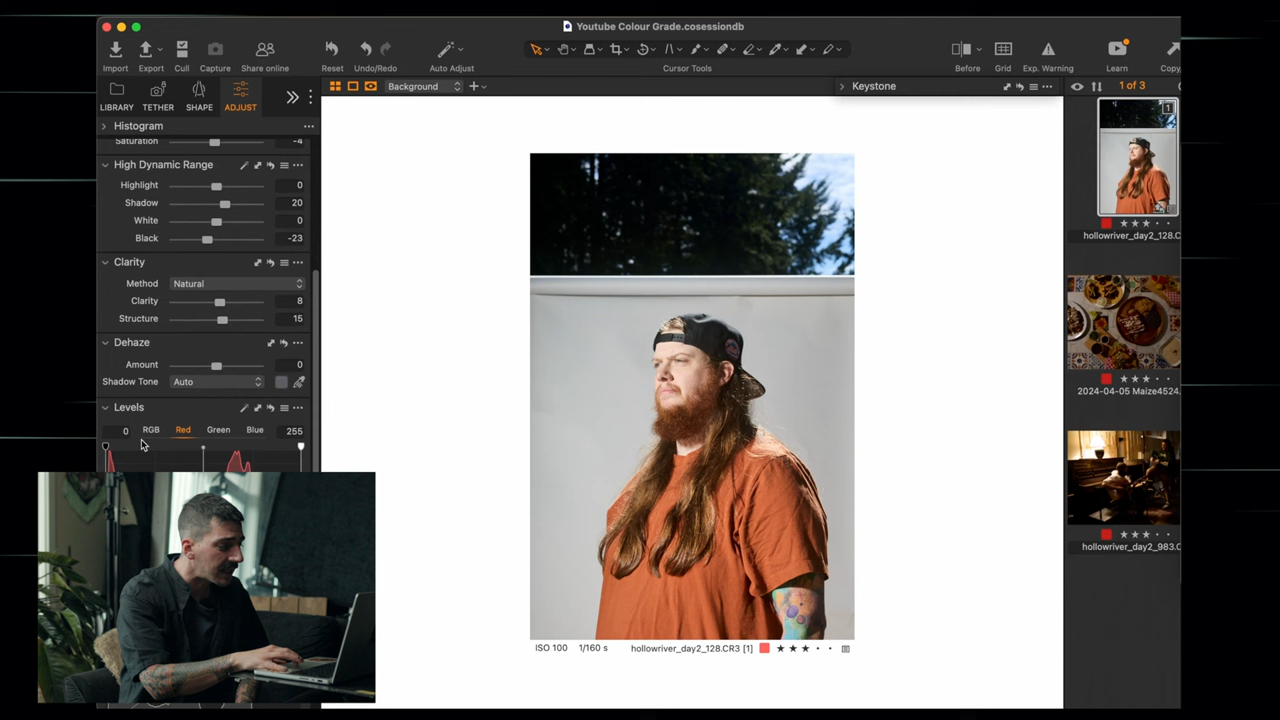 Youtube Colour Grade.cosessiondb
Import Export Cull Capture Share online Reset Undo/Redo Auto Adjust Cursor Tools Before Grid Exp. Warning Learn Copy
LIBRARY TETHER SHAPE ADJUST
Background
Keystone
1 of 3
Histogram
Saturation -4
High Dynamic Range
Highlight 0
Shadow 20
White 0
Black -23
Clarity
Method Natural
Clarity 8
Structure 15
Dehaze
Amount 0
Shadow Tone Auto
Levels
0 RGB Red Green Blue 255
ISO 100 1/160 s hollowriver_day2_128.CR3 [1]
1
hollowriver_day2_128.C
2024-04-05 Maize4524.
hollowriver_day2_983.C